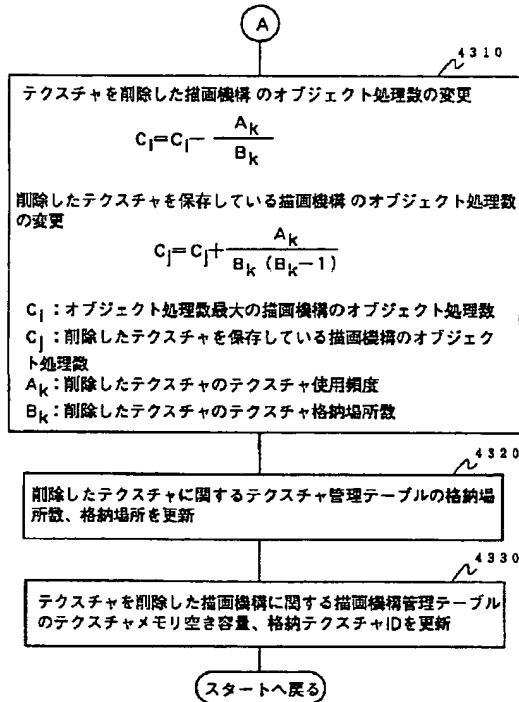 A
4310
テクスチャを削除した描画機構 のオブジェクト処理数の変更
Ci=Ci− Ak/Bk
削除したテクスチャを保存している描画機構 のオブジェクト処理数
の変更
Cj=Cj+ Ak/Bk (Bk−1)
Ci：オブジェクト処理数最大の描画機構のオブジェクト処理数
Cj：削除したテクスチャを保存している描画機構のオブジェク
ト処理数
Ak：削除したテクスチャのテクスチャ使用頻度
Bk：削除したテクスチャのテクスチャ格納場所数
4320
削除したテクスチャに関するテクスチャ管理テーブルの格納場
所数、格納場所を更新
4330
テクスチャを削除した描画機構に関する描画機構管理テーブル
のテクスチャメモリ空き容量、格納テクスチャIDを更新
スタートへ戻る